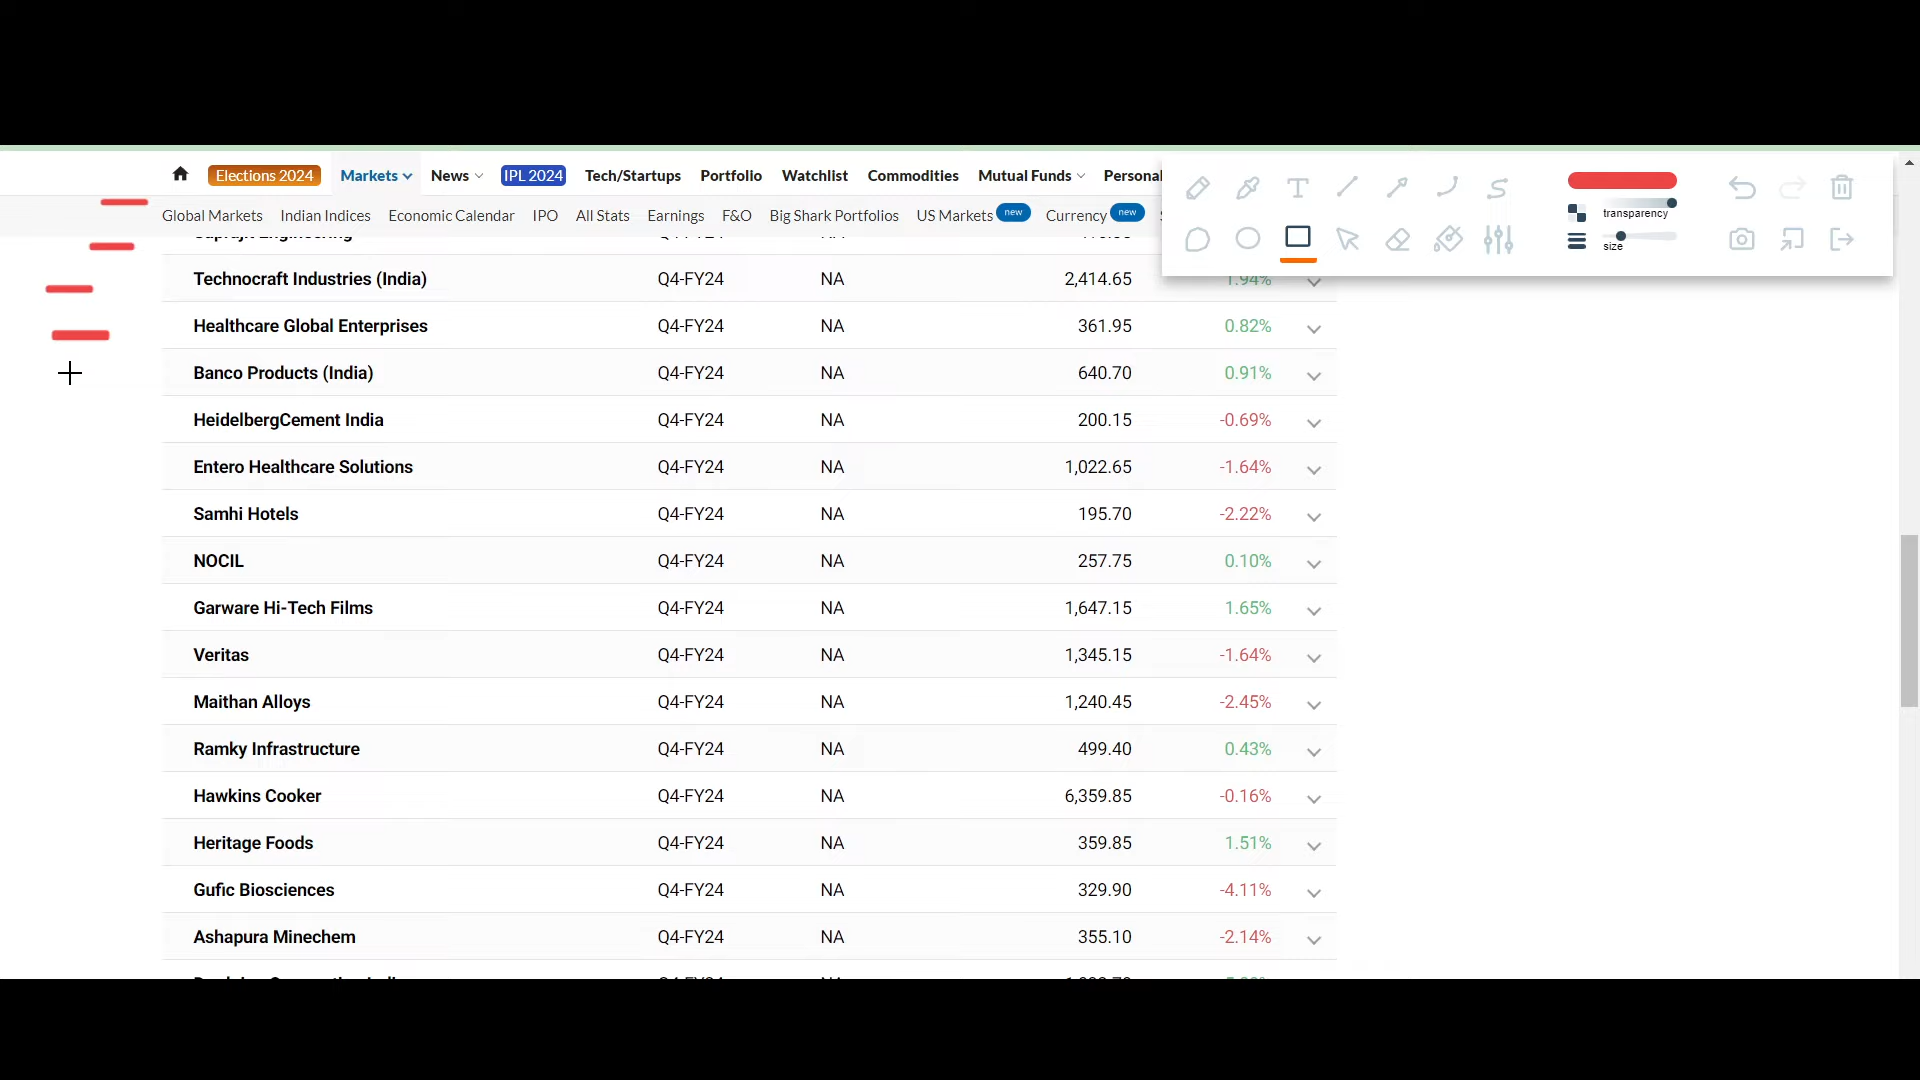 Elections 2024 Markets News IPL 2024 Tech/Startups Portfolio Watchlist Commodities Mutual Funds Personal
transparency
Global Markets Indian Indices Economic Calendar IPO All Stats Earnings F&O Big Shark Portfolios US Markets new Currency new
size
Technocraft Industries (India) Q4-FY24 NA 2,414.65 1.94%
Healthcare Global Enterprises Q4-FY24 NA 361.95 0.82%
Banco Products (India) Q4-FY24 NA 640.70 0.91%
HeidelbergCement India Q4-FY24 NA 200.15 -0.69%
Entero Healthcare Solutions Q4-FY24 NA 1,022.65 -1.64%
Samhi Hotels Q4-FY24 NA 195.70 -2.22%
NOCIL Q4-FY24 NA 257.75 0.10%
Garware Hi-Tech Films Q4-FY24 NA 1,647.15 1.65%
Veritas Q4-FY24 NA 1,345.15 -1.64%
Maithan Alloys Q4-FY24 NA 1,240.45 -2.45%
Ramky Infrastructure Q4-FY24 NA 499.40 0.43%
Hawkins Cooker Q4-FY24 NA 6,359.85 -0.16%
Heritage Foods Q4-FY24 NA 359.85 1.51%
Gufic Biosciences Q4-FY24 NA 329.90 -4.11%
Ashapura Minechem Q4-FY24 NA 355.10 -2.14%